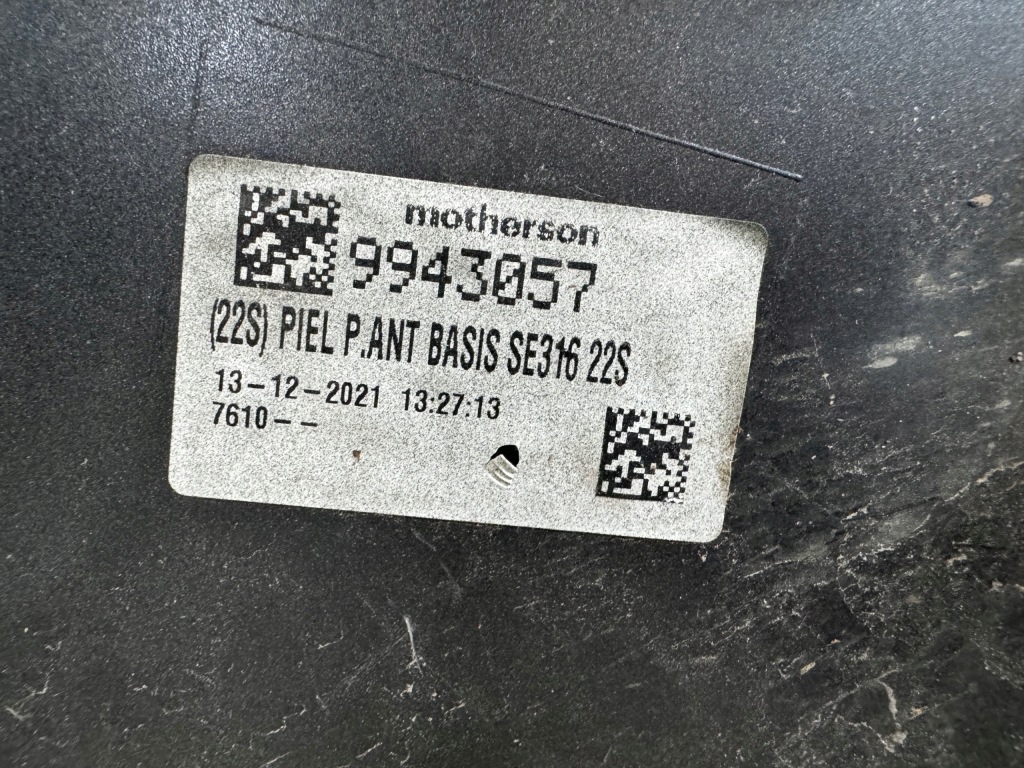 motherson
9943057
(22S) PIEL P.ANT BASIS SE316 22S
13-12-2021 13:27:13
7610--